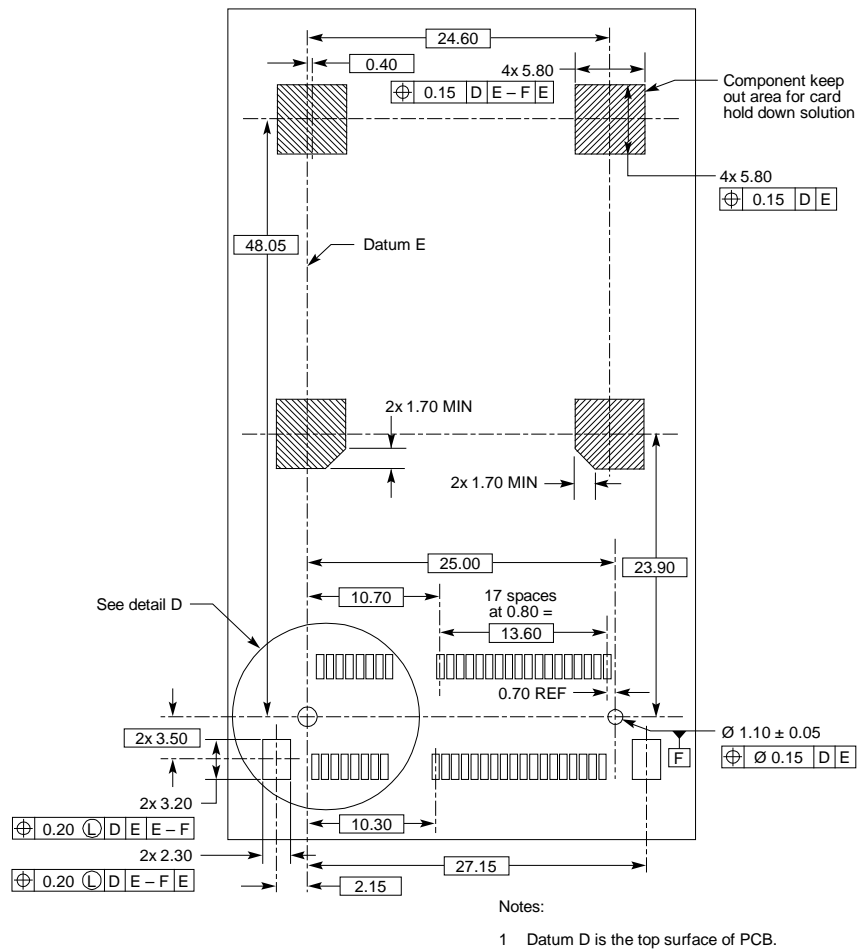 24.60
0.40
4x 5.80
⌖ 0.15 D E – F E
Component keep
out area for card
hold down solution
4x 5.80
⌖ 0.15 D E
48.05
Datum E
2x 1.70 MIN
2x 1.70 MIN
25.00
23.90
10.70
17 spaces
at 0.80 =
13.60
See detail D
0.70 REF
2x 3.50
Ø 1.10 ± 0.05
⌖ Ø 0.15 D E
F
2x 3.20
⌖ 0.20 Ⓛ D E E – F
10.30
2x 2.30
⌖ 0.20 Ⓛ D E – F E
27.15
2.15
Notes:
1 Datum D is the top surface of PCB.